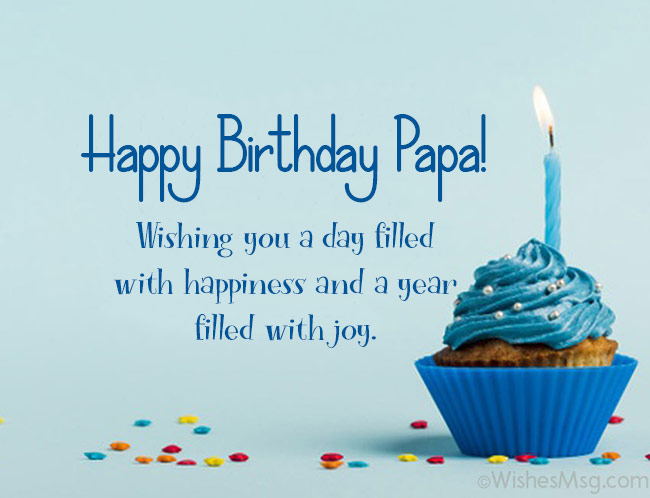 Happy Birthday Papa!
Wishing you a day filled
with happiness and a year
filled with joy.
©WishesMsg.com